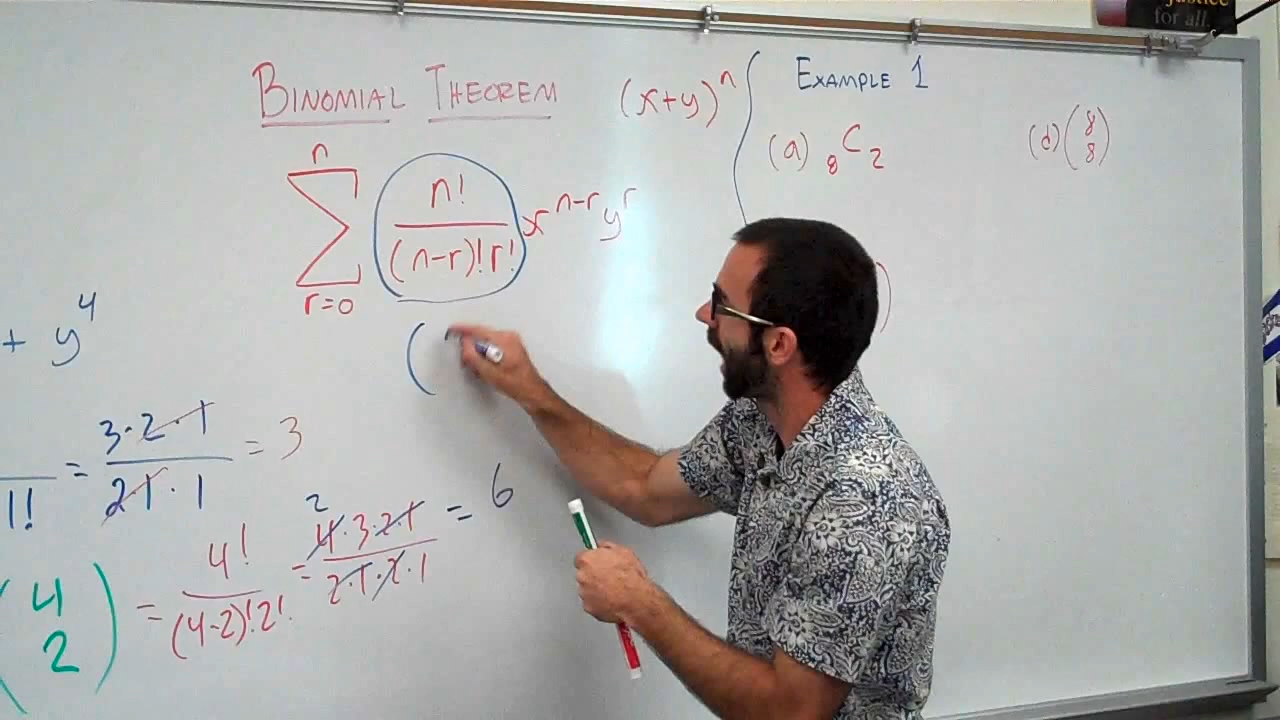 justice
for all.
BINOMIAL THEOREM
(x+y)^n
EXAMPLE 1
(a) ₈C₂
(d) (8 8)
n
∑ n!/(n-r)!r! x^{n-r} y^r
r=0
(
)
+ y^4
1! = 3·2·1/2·1·1 = 3
(4 2) = 4!/(4-2)!2! = 2 4·3·2·1/2·1·2·1 = 6